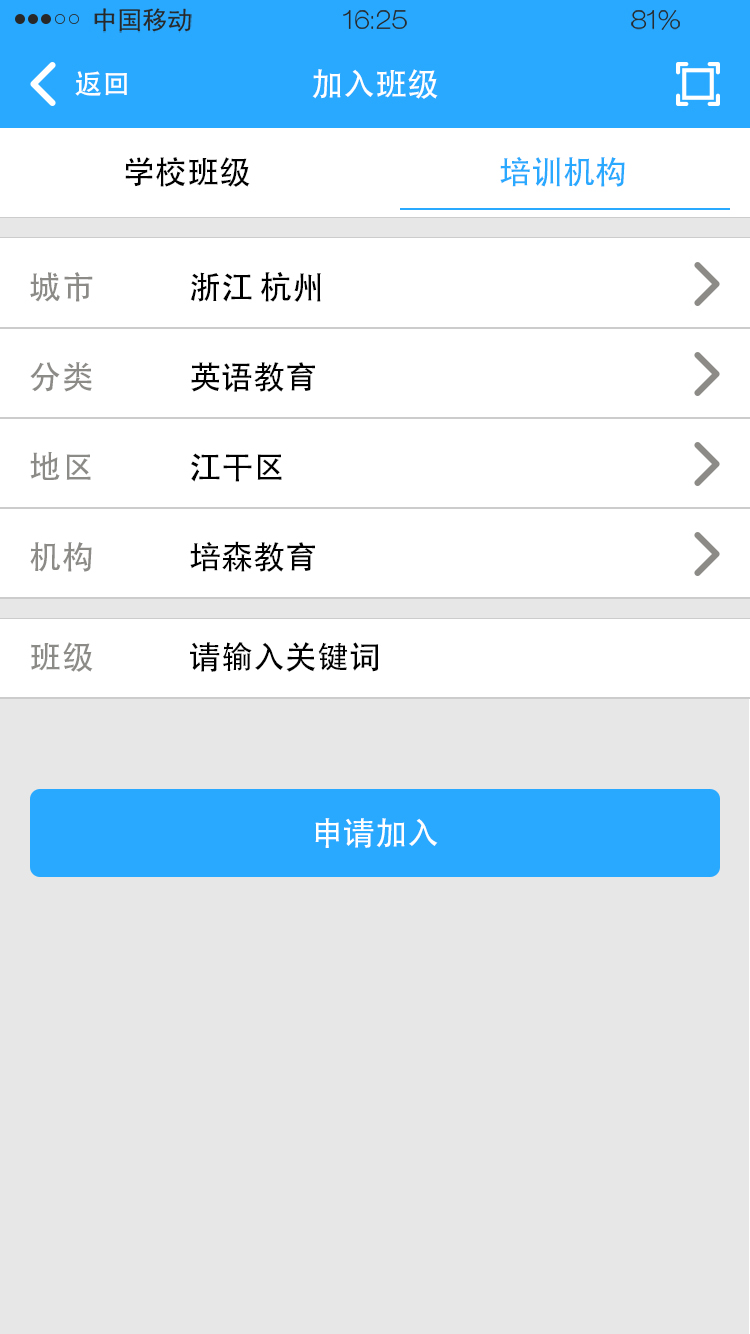 中国移动 16:25 81%
返回 加入班级
学校班级 培训机构
城市 浙江 杭州
分类 英语教育
地区 江干区
机构 培森教育
班级 请输入关键词
申请加入